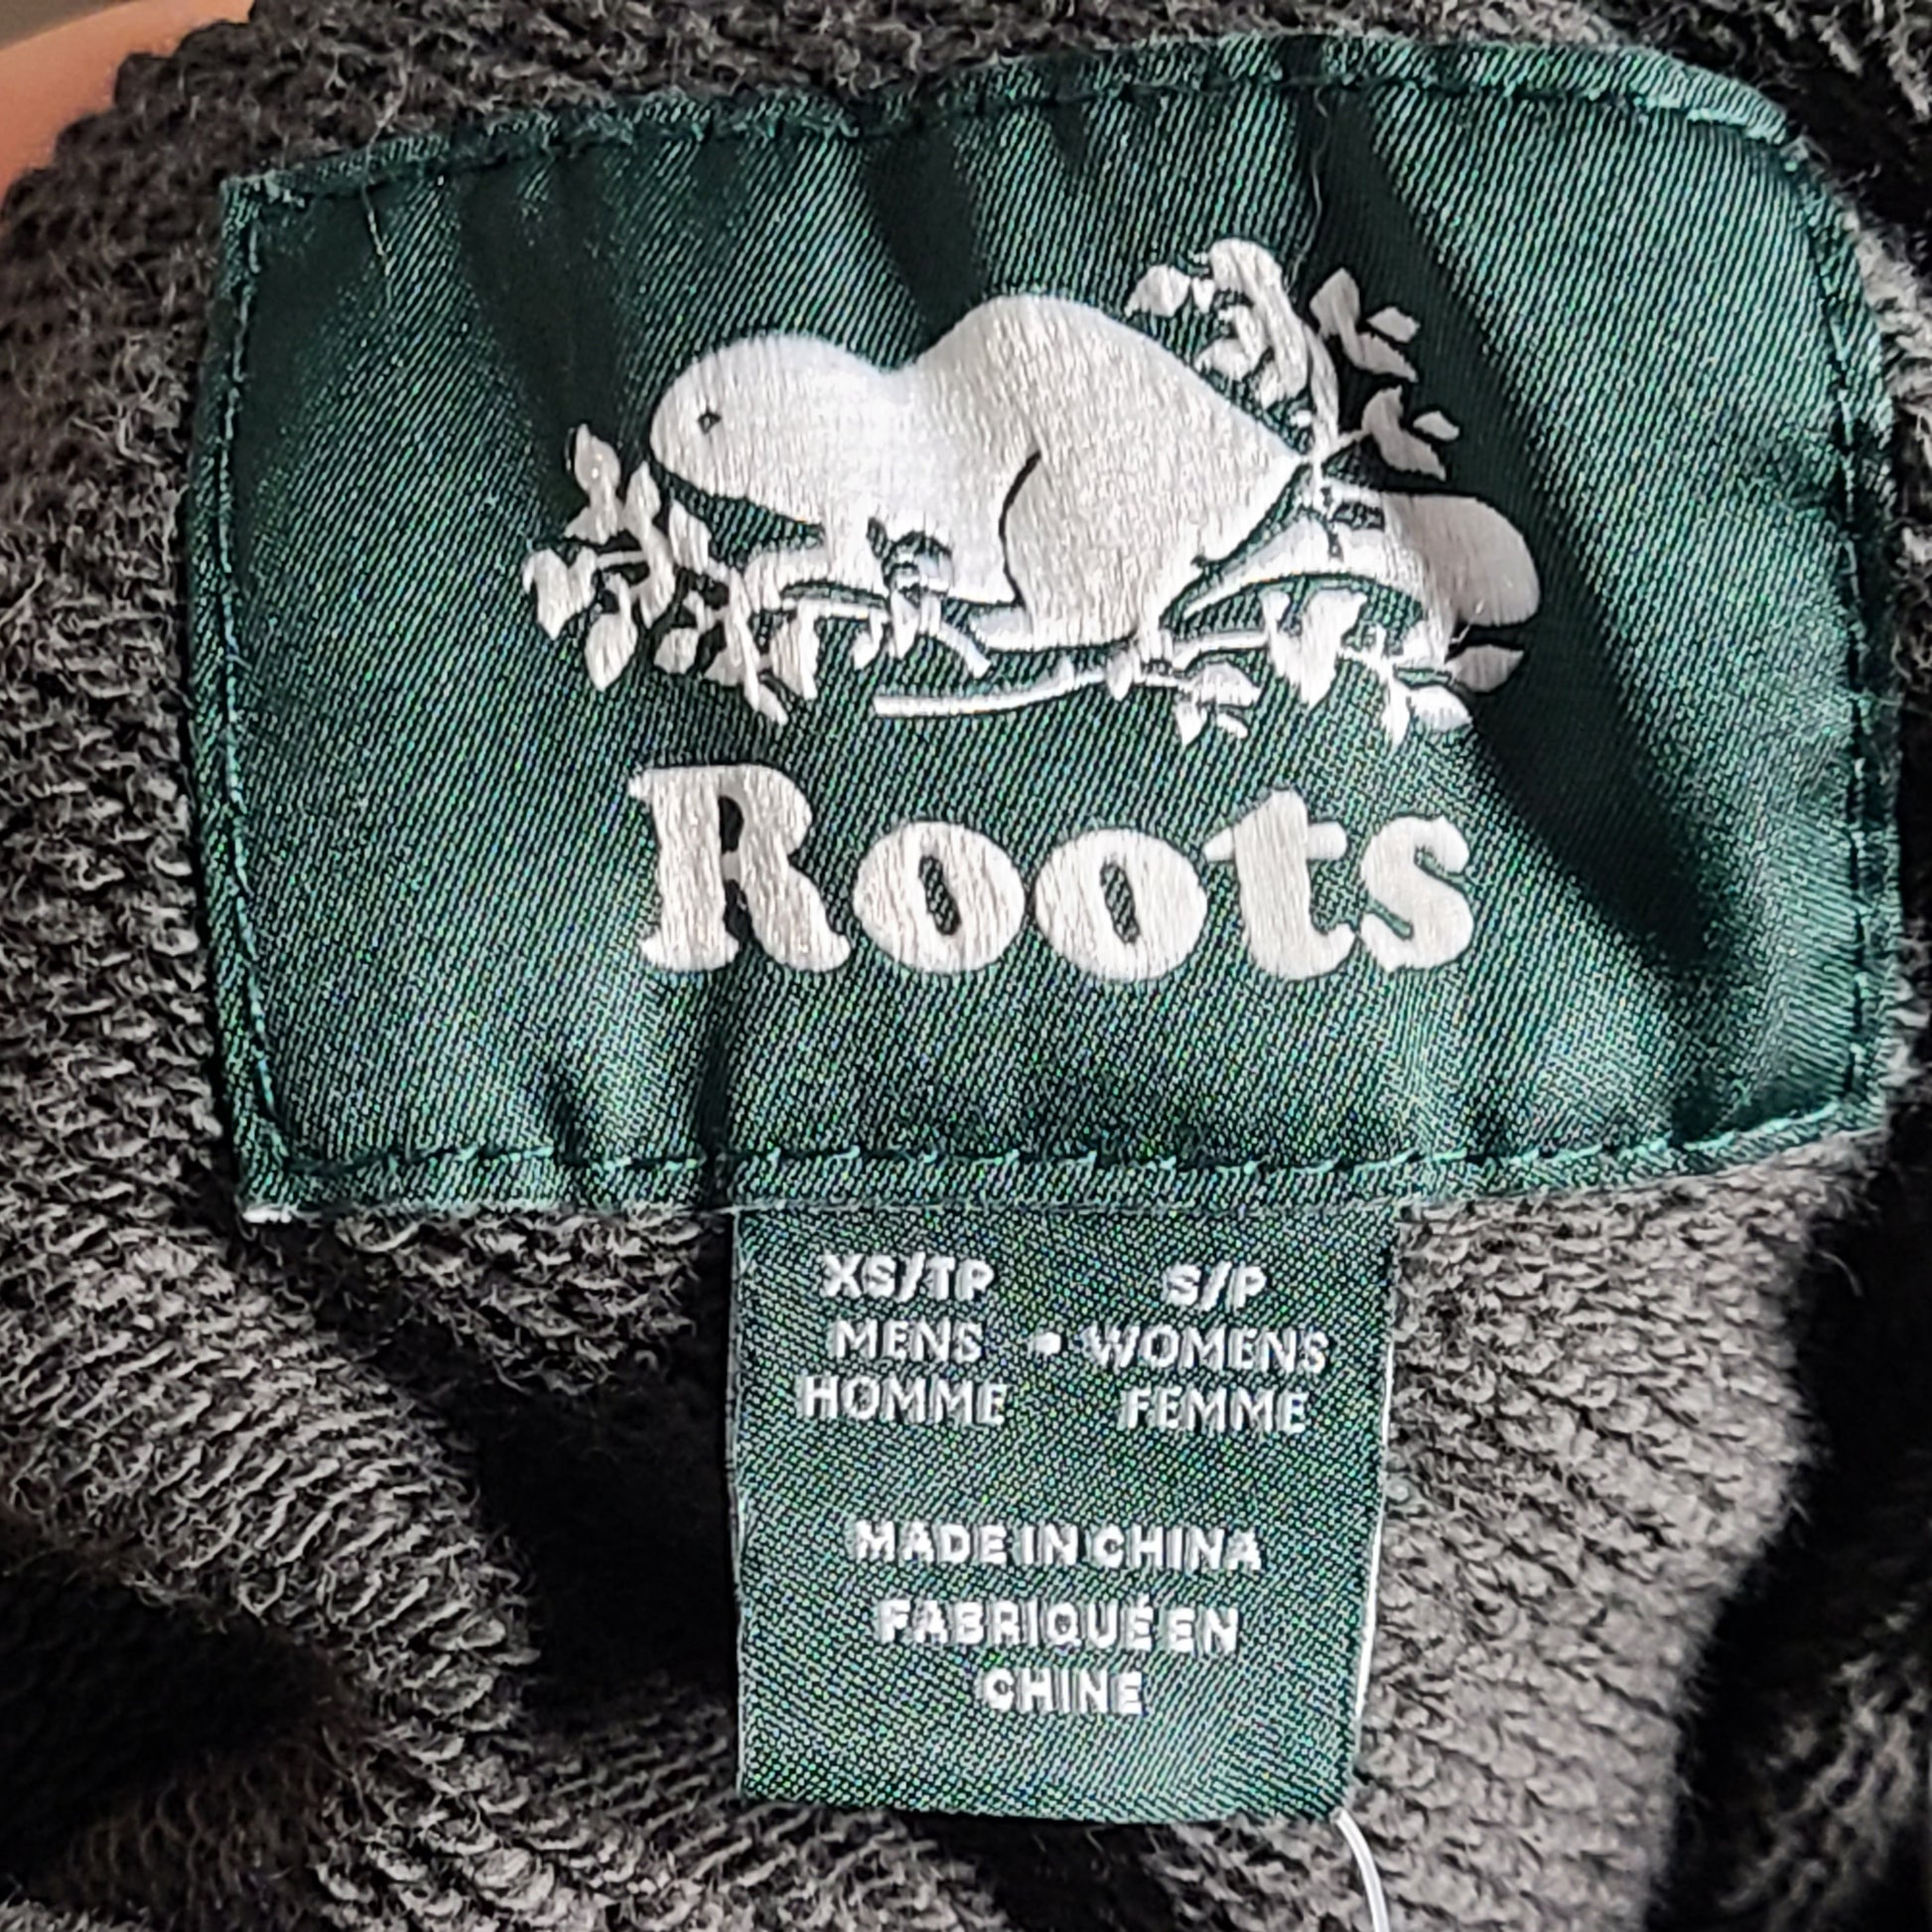 Roots
XS/TP S/P
MENS • WOMENS
HOMME FEMME
MADE IN CHINA
FABRIQUÉ EN
CHINE